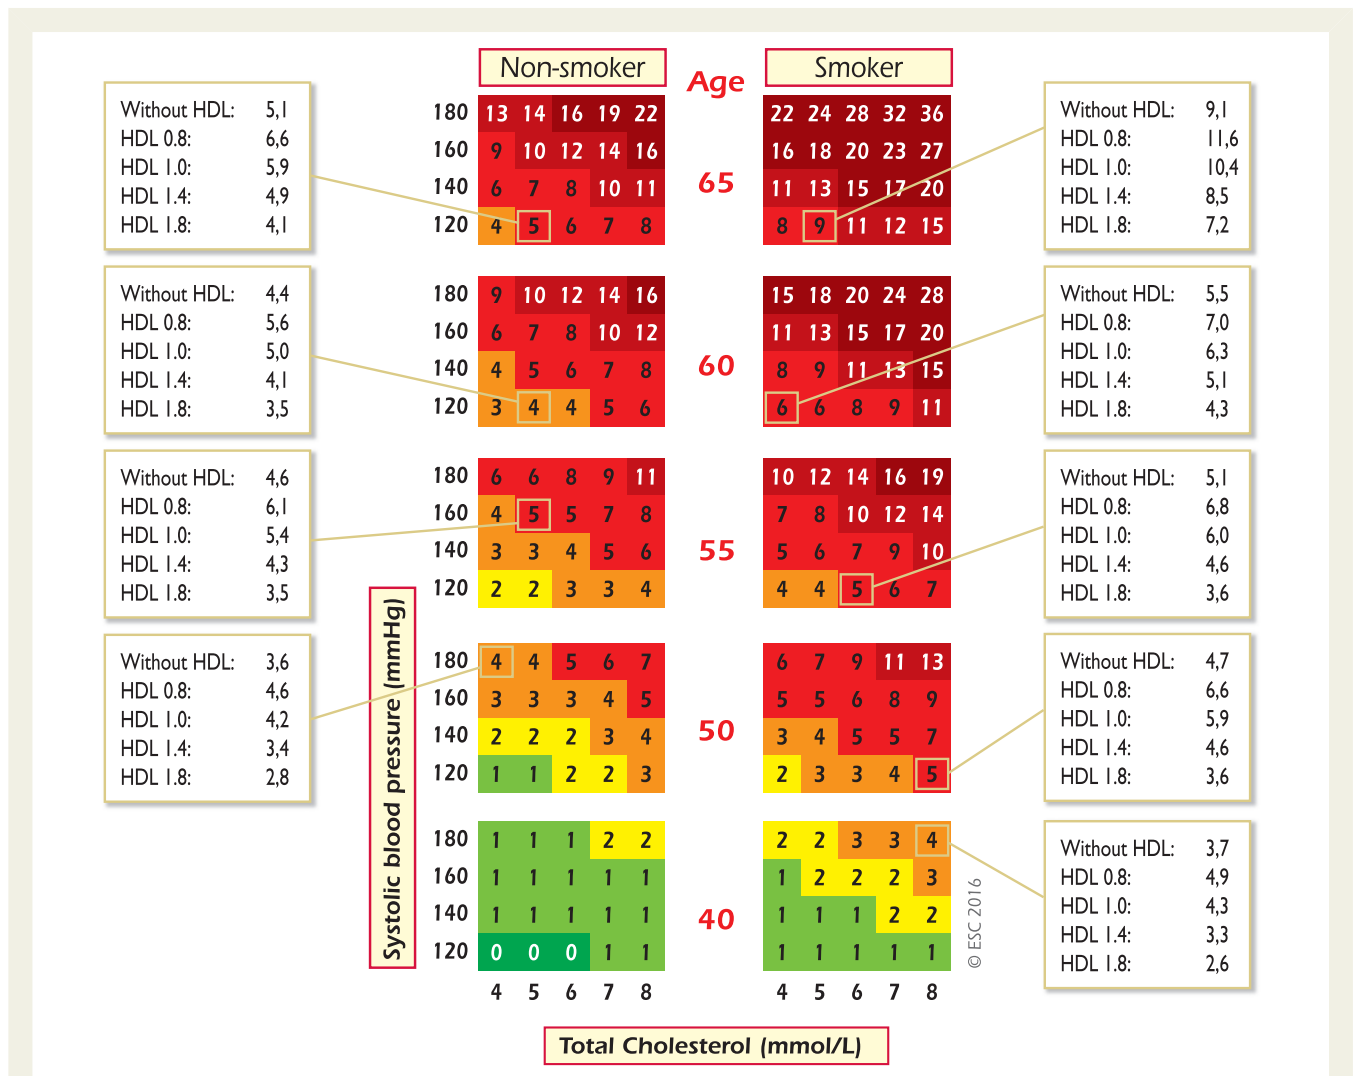 Non-smoker
Age
Smoker
Without HDL: 5,1
HDL 0.8: 6,6
HDL 1.0: 5,9
HDL 1.4: 4,9
HDL 1.8: 4,1
180 13 14 16 19 22
160 9 10 12 14 16
140 6 7 8 10 11
120 4 5 6 7 8
65
22 24 28 32 36
16 18 20 23 27
11 13 15 17 20
8 9 11 12 15
Without HDL: 9,1
HDL 0.8: 11,6
HDL 1.0: 10,4
HDL 1.4: 8,5
HDL 1.8: 7,2
Without HDL: 4,4
HDL 0.8: 5,6
HDL 1.0: 5,0
HDL 1.4: 4,1
HDL 1.8: 3,5
180 9 10 12 14 16
160 6 7 8 10 12
140 4 5 6 7 8
120 3 4 4 5 6
60
15 18 20 24 28
11 13 15 17 20
8 9 11 13 15
6 6 8 9 11
Without HDL: 5,5
HDL 0.8: 7,0
HDL 1.0: 6,3
HDL 1.4: 5,1
HDL 1.8: 4,3
Without HDL: 4,6
HDL 0.8: 6,1
HDL 1.0: 5,4
HDL 1.4: 4,3
HDL 1.8: 3,5
180 6 6 8 9 11
160 4 5 5 7 8
140 3 3 4 5 6
120 2 2 3 3 4
55
10 12 14 16 19
7 8 10 12 14
5 6 7 9 10
4 4 5 6 7
Without HDL: 5,1
HDL 0.8: 6,8
HDL 1.0: 6,0
HDL 1.4: 4,6
HDL 1.8: 3,6
Without HDL: 3,6
HDL 0.8: 4,6
HDL 1.0: 4,2
HDL 1.4: 3,4
HDL 1.8: 2,8
Systolic blood pressure (mmHg)
180 4 4 5 6 7
160 3 3 3 4 5
140 2 2 2 3 4
120 1 1 2 2 3
50
6 7 9 11 13
5 5 6 8 9
3 4 5 5 7
2 3 3 4 5
Without HDL: 4,7
HDL 0.8: 6,6
HDL 1.0: 5,9
HDL 1.4: 4,6
HDL 1.8: 3,6
180 1 1 1 2 2
160 1 1 1 1 1
140 1 1 1 1 1
120 0 0 0 1 1
40
2 2 3 3 4
1 2 2 2 3
1 1 1 2 2
1 1 1 1 1
© ESC 2016
Without HDL: 3,7
HDL 0.8: 4,9
HDL 1.0: 4,3
HDL 1.4: 3,3
HDL 1.8: 2,6
4 5 6 7 8
4 5 6 7 8
Total Cholesterol (mmol/L)